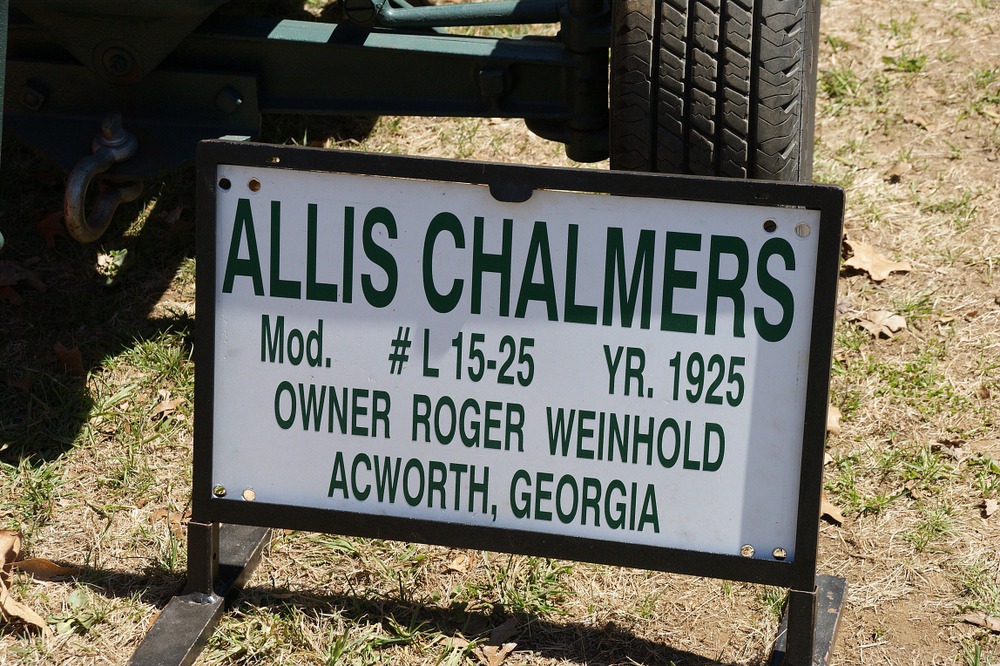 ALLIS CHALMERS
Mod. # L 15-25 YR. 1925
OWNER ROGER WEINHOLD
ACWORTH, GEORGIA